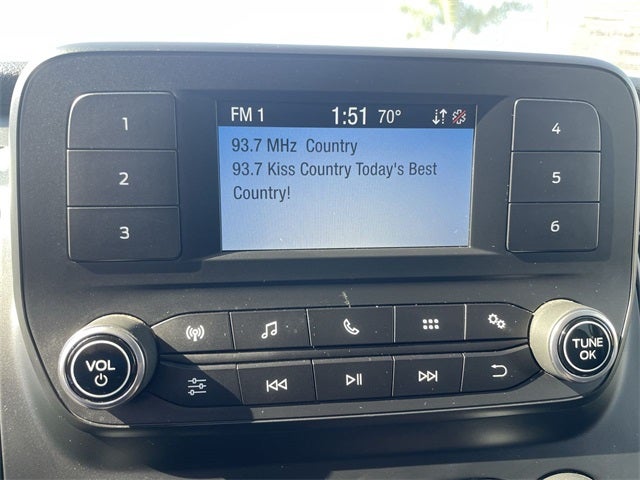 FM 1 1:51 70°
93.7 MHz Country
93.7 Kiss Country Today's Best
Country!
1
2
3
4
5
6
VOL
TUNE
OK